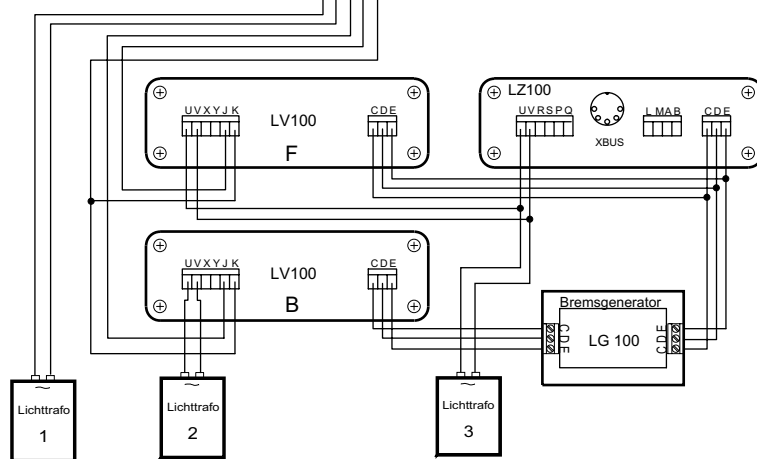 UVXYJK
LV100
F
CDE
LZ100
UVRSPQ
XBUS
LMAB
CDE
UVXYJK
LV100
B
CDE
Bremsgenerator
CDE
LG 100
CDE
~
Lichttrafo
1
~
Lichttrafo
2
~
Lichttrafo
3